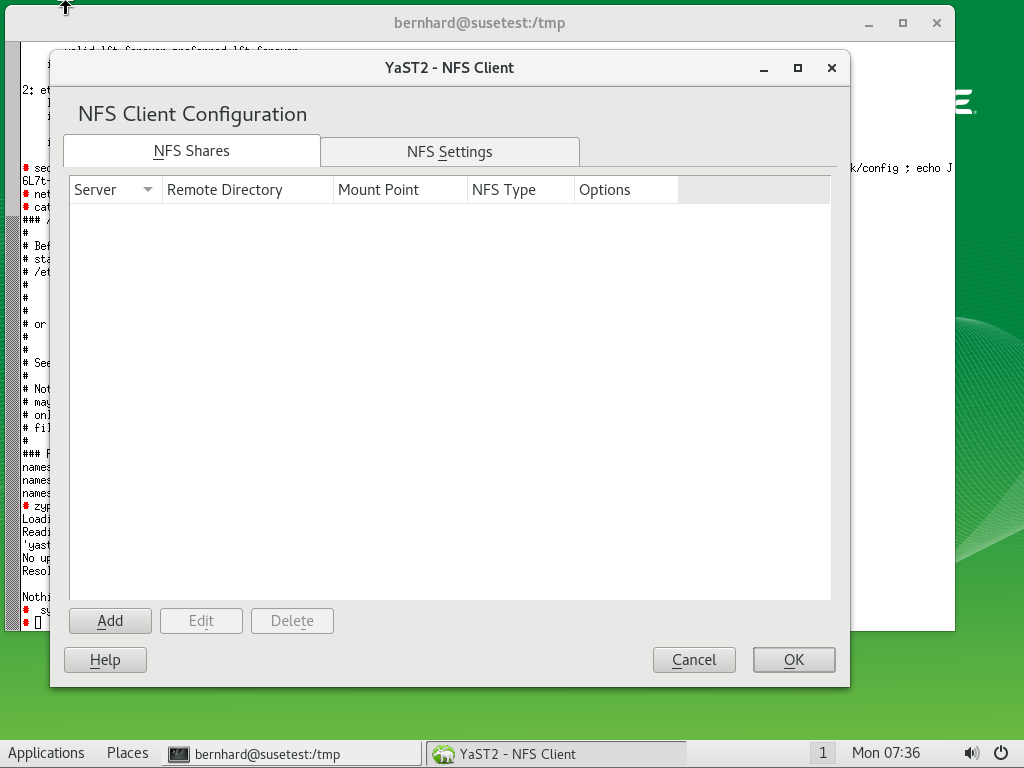 bernhard@susetest:/tmp
YaST2 - NFS Client
2: et
NFS Client Configuration
NFS Shares
NFS Settings
k/config ; echo J
6L7t-
Server
Remote Directory
Mount Point
NFS Type
Options
# net
# cat
### /
#
# Bef
# sta
# /et
#
#
#
# or
#
#
# See
#
# Not
# may
# onl
# fil
#
###
names
names
names
# zyp
Loadi
Readi
'yast
No up
Resol
Nothi
# sy
#
Add
Edit
Delete
Help
Cancel
OK
Applications
Places
bernhard@susetest:/tmp
YaST2 - NFS Client
1
Mon 07:36